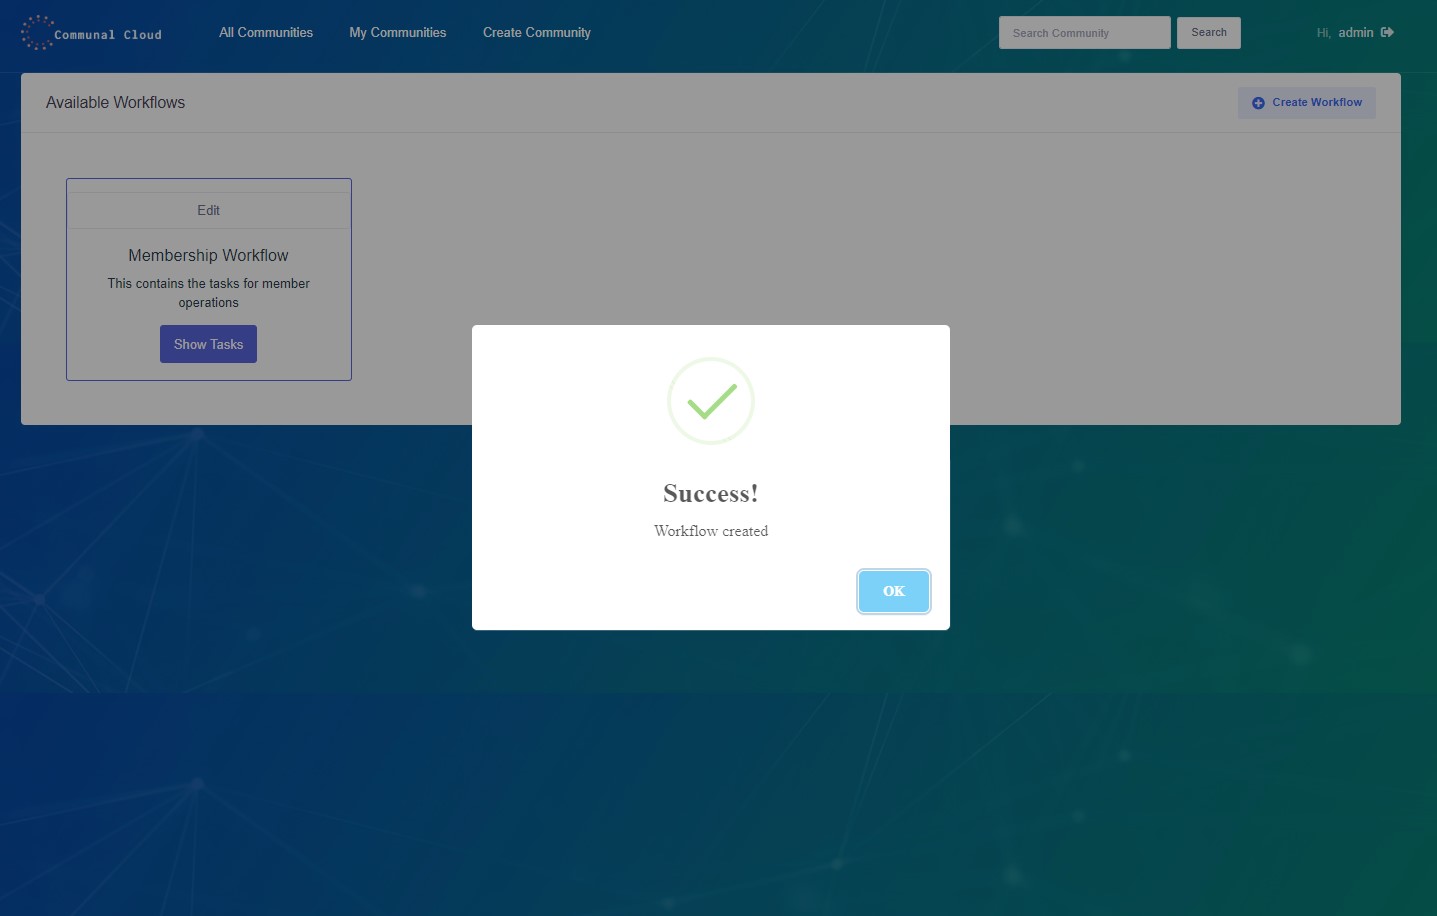 Communal Cloud
All Communities
My Communities
Create Community
Search Community
Search
Hi, admin
Available Workflows
Create Workflow
Edit
Membership Workflow
This contains the tasks for member
operations
Show Tasks
Success!
Workflow created
OK